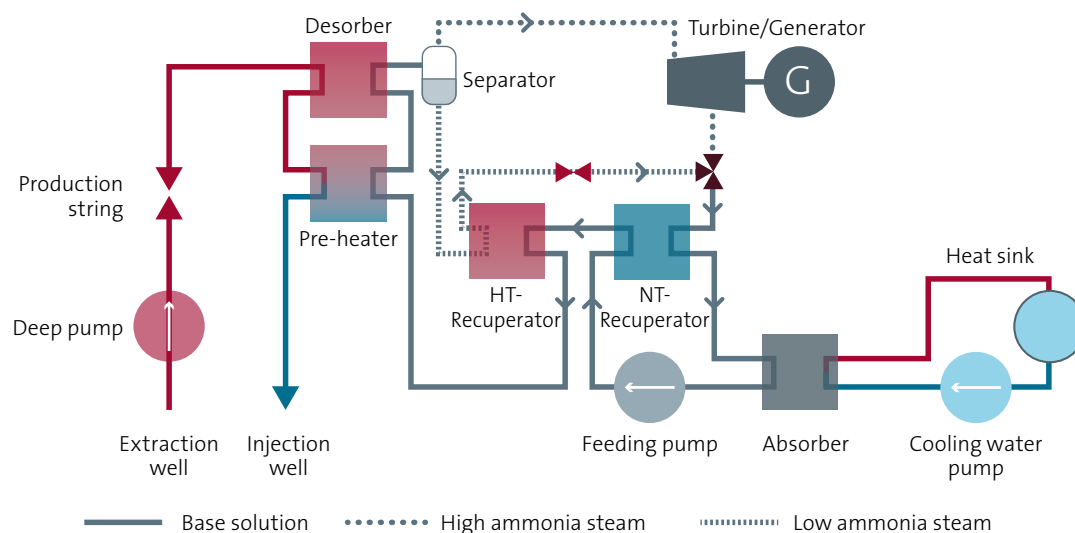 Desorber
Turbine/Generator
Separator
G
Production
string
Pre-heater
Heat sink
HT-
Recuperator
NT-
Recuperator
Deep pump
Extraction
well
Injection
well
Feeding pump
Absorber
Cooling water
pump
Base solution
High ammonia steam
Low ammonia steam